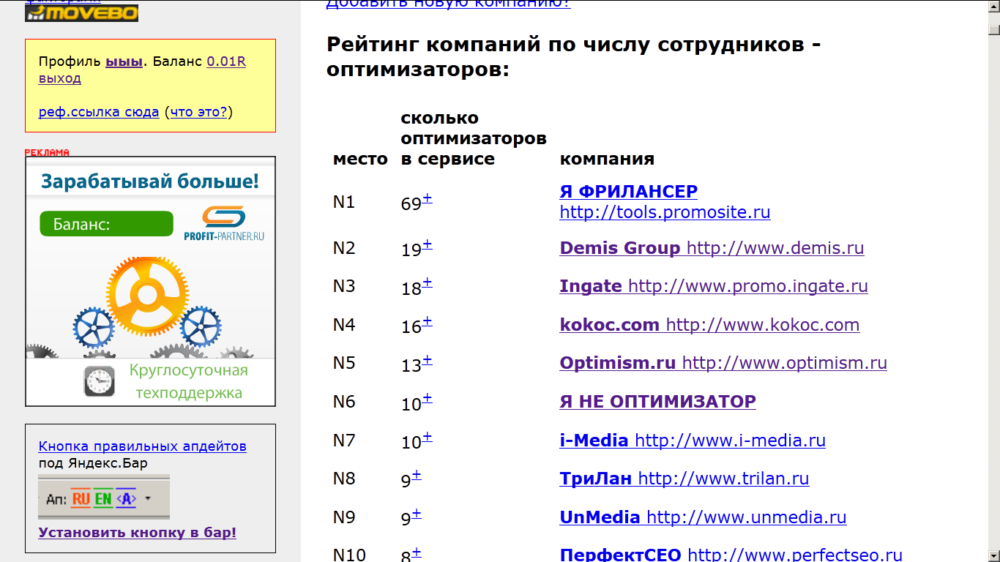 факторами
MOVEBO
Профиль ыыы. Баланс 0.01R
выход
реф.ссылка сюда (что это?)
РЕКЛАМА
Зарабатывай больше!
Баланс:
PROFIT-PARTNER.RU
Круглосуточная
техподдержка
Кнопка правильных апдейтов
под Яндекс.Бар
Ап: RU EN <A>
Установить кнопку в бар!
Добавить новую компанию?
Рейтинг компаний по числу сотрудников -
оптимизаторов:
сколько
оптимизаторов
место в сервисе компания
N1 69+ Я ФРИЛАНСЕР
http://tools.promosite.ru
N2 19+ Demis Group http://www.demis.ru
N3 18+ Ingate http://www.promo.ingate.ru
N4 16+ kokoc.com http://www.kokoc.com
N5 13+ Optimism.ru http://www.optimism.ru
N6 10+ Я НЕ ОПТИМИЗАТОР
N7 10+ i-Media http://www.i-media.ru
N8 9+ ТриЛан http://www.trilan.ru
N9 9+ UnMedia http://www.unmedia.ru
N10 8+ ПерфектСЕО http://www.perfectseo.ru